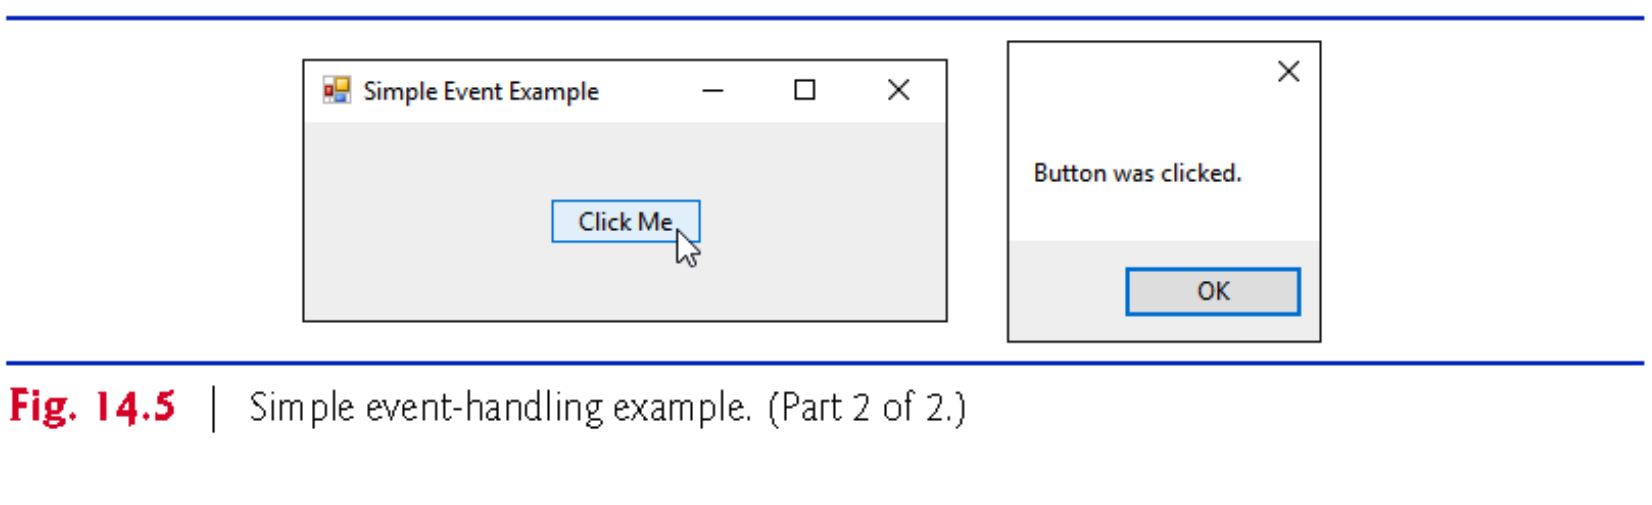 Simple Event Example
Click Me
Button was clicked.
OK
Fig. 14.5 | Simple event-handling example. (Part 2 of 2.)